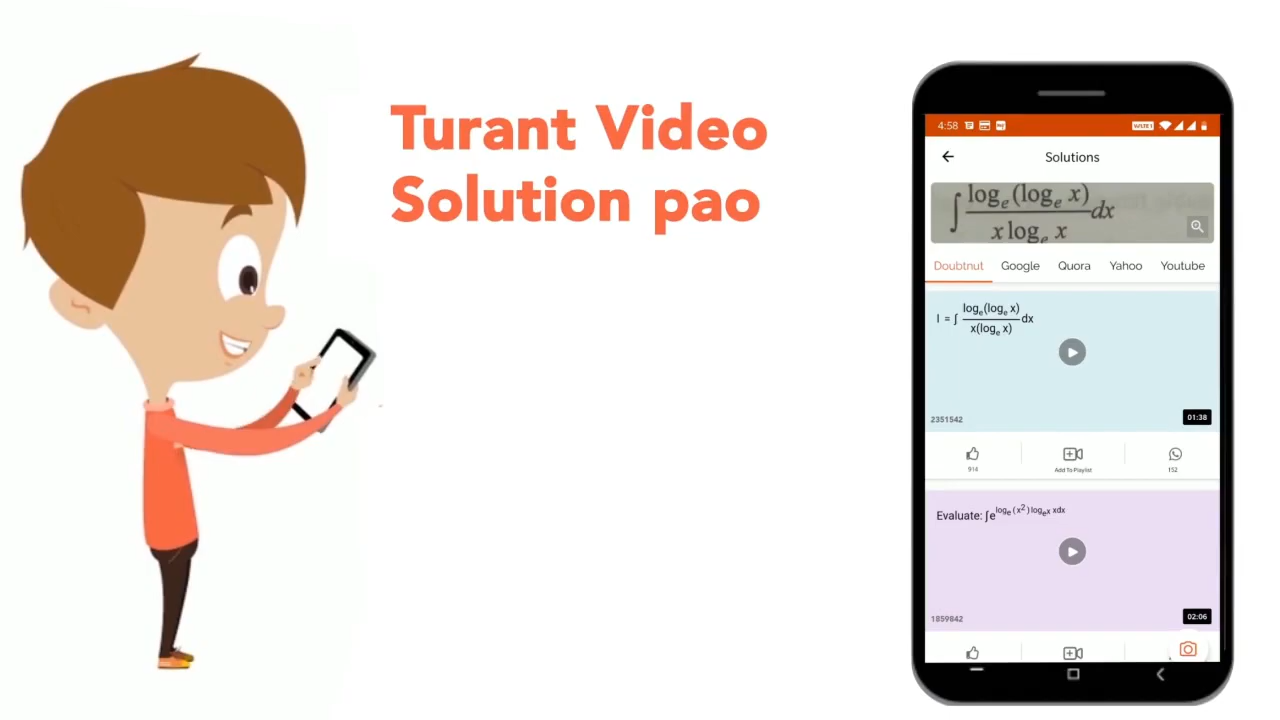 Turant Video
Solution pao
4:58
VoLTE1
Solutions
∫ logₑ(logₑ x) / x logₑ x dx
Doubtnut Google Quora Yahoo Youtube
I = ∫ logₑ(logₑ x) / x(logₑ x) dx
2351542 01:38
914 Add To Playlist 152
Evaluate: ∫e^logₑ(x²)logₑx xdx
1859842 02:06